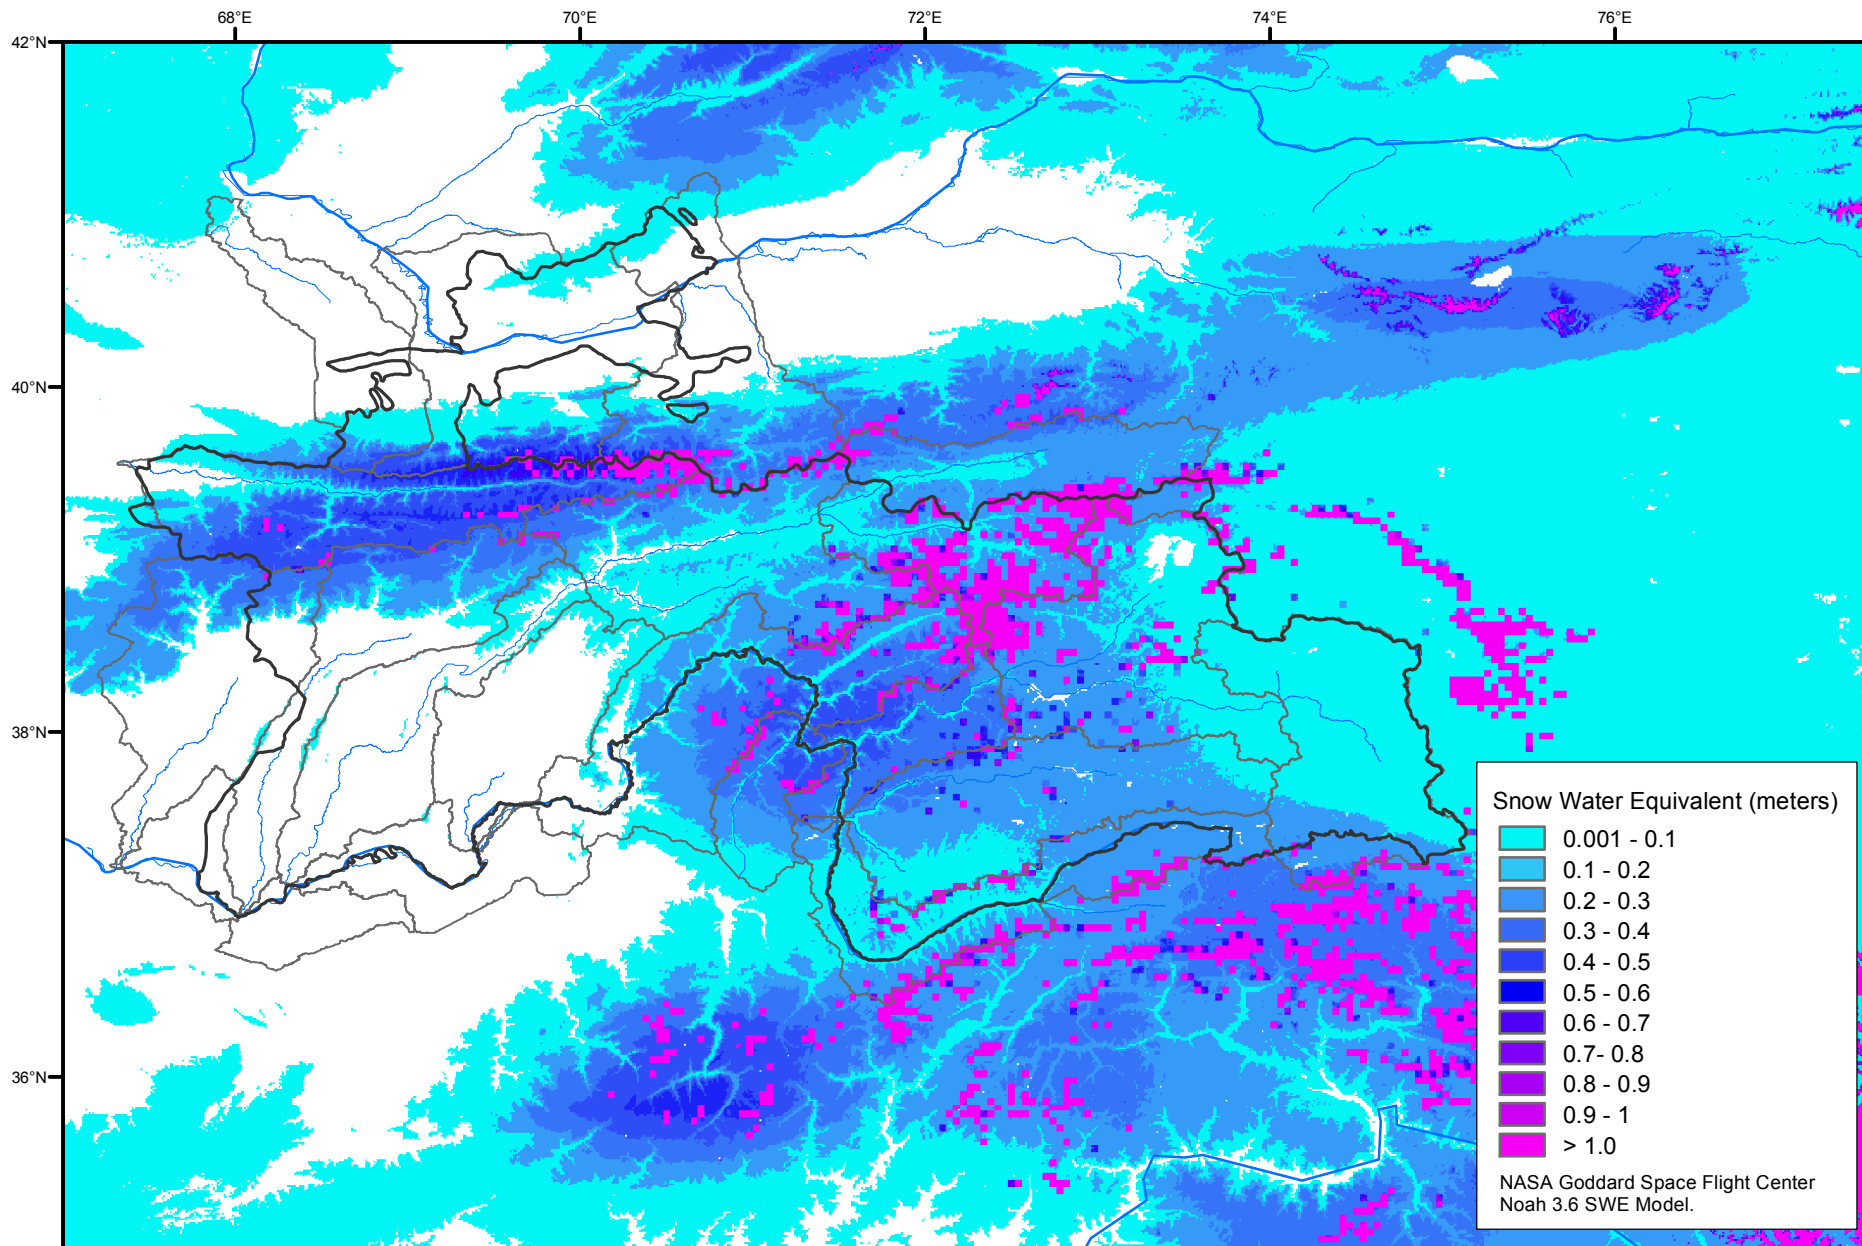 68°E 70°E 72°E 74°E 76°E
42°N
40°N
38°N
36°N
Snow Water Equivalent (meters)
0.001 - 0.1
0.1 - 0.2
0.2 - 0.3
0.3 - 0.4
0.4 - 0.5
0.5 - 0.6
0.6 - 0.7
0.7- 0.8
0.8 - 0.9
0.9 - 1
> 1.0
NASA Goddard Space Flight Center
Noah 3.6 SWE Model.